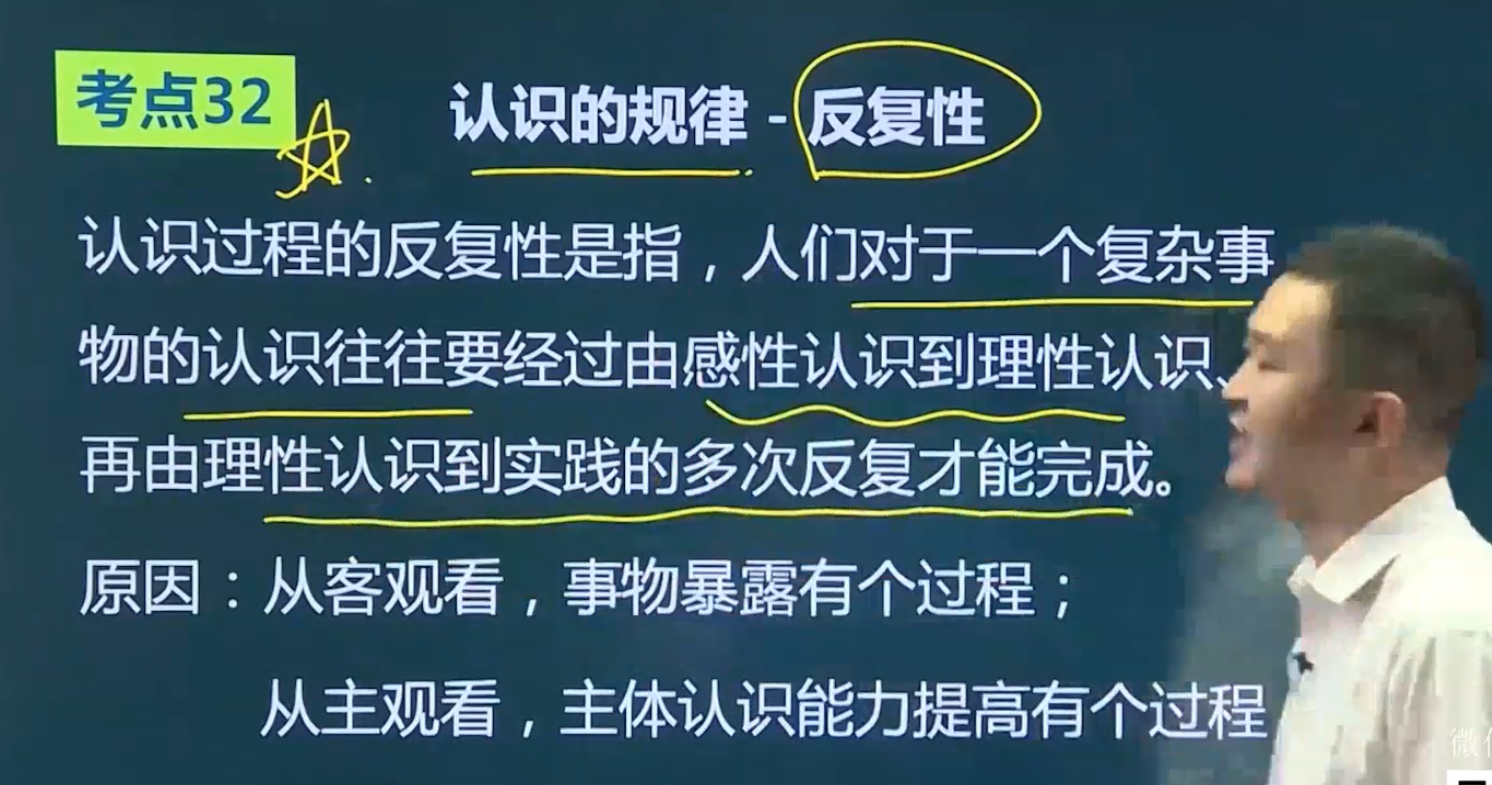 考点32
认识的规律-反复性
认识过程的反复性是指，人们对于一个复杂事
物的认识往往要经过由感性认识到理性认识、
再由理性认识到实践的多次反复才能完成。
原因：从客观看，事物暴露有个过程；
从主观看，主体认识能力提高有个过程